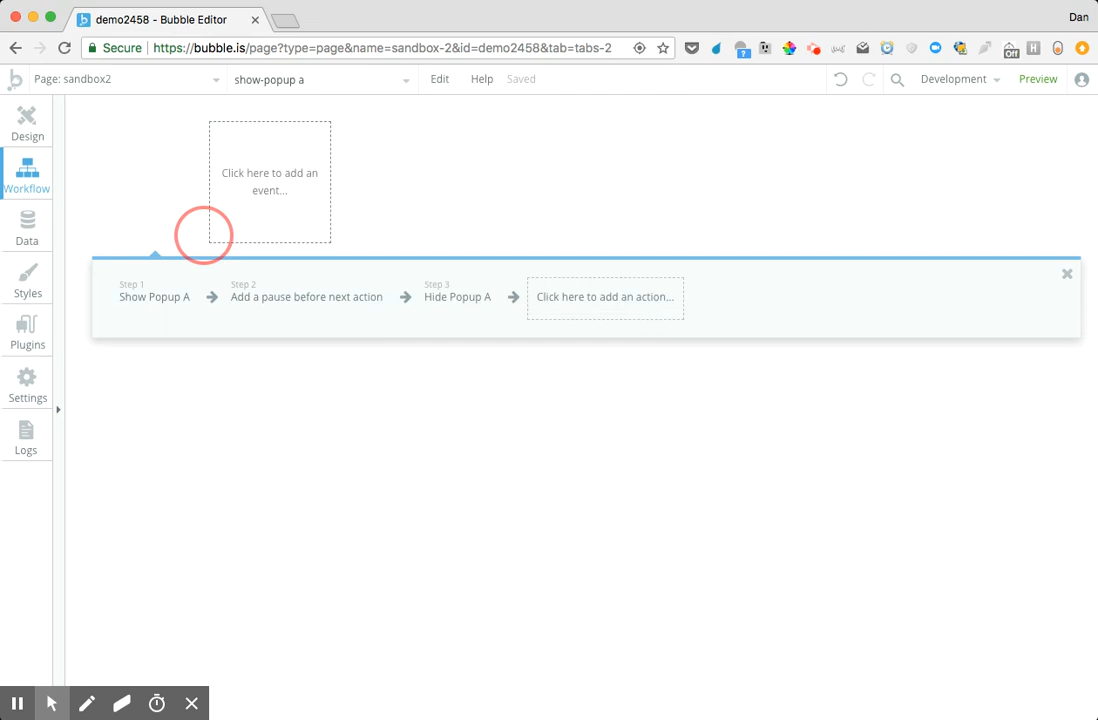 demo2458 - Bubble Editor
Dan
Secure
https://bubble.is/page?type=page&name=sandbox-2&id=demo2458&tab=tabs-2
?
Off
H
Page: sandbox2
show-popup a
Edit
Help
Saved
Development
Preview
Design
Workflow
Data
Styles
Plugins
Settings
Logs
Click here to add an
event...
Step 1
Show Popup A
Step 2
Add a pause before next action
Step 3
Hide Popup A
Click here to add an action...